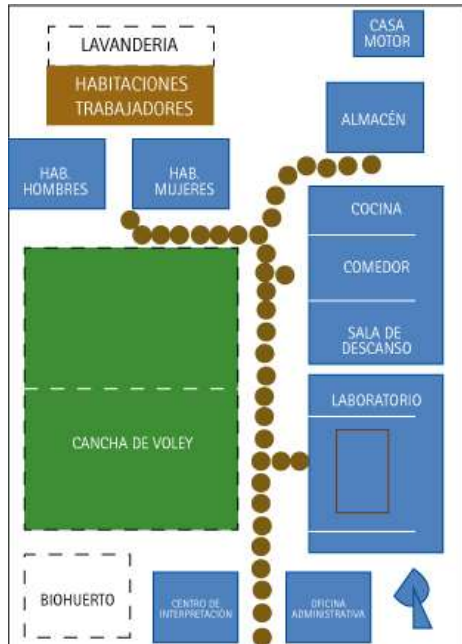 LAVANDERIA
HABITACIONES
TRABAJADORES
CASA
MOTOR
ALMACÉN
HAB.
HOMBRES
HAB.
MUJERES
COCINA
COMEDOR
SALA DE
DESCANSO
LABORATORIO
CANCHA DE VOLEY
BIOHUERTO
CENTRO DE
INTERPRETACIÓN
OFICINA
ADMINISTRATIVA